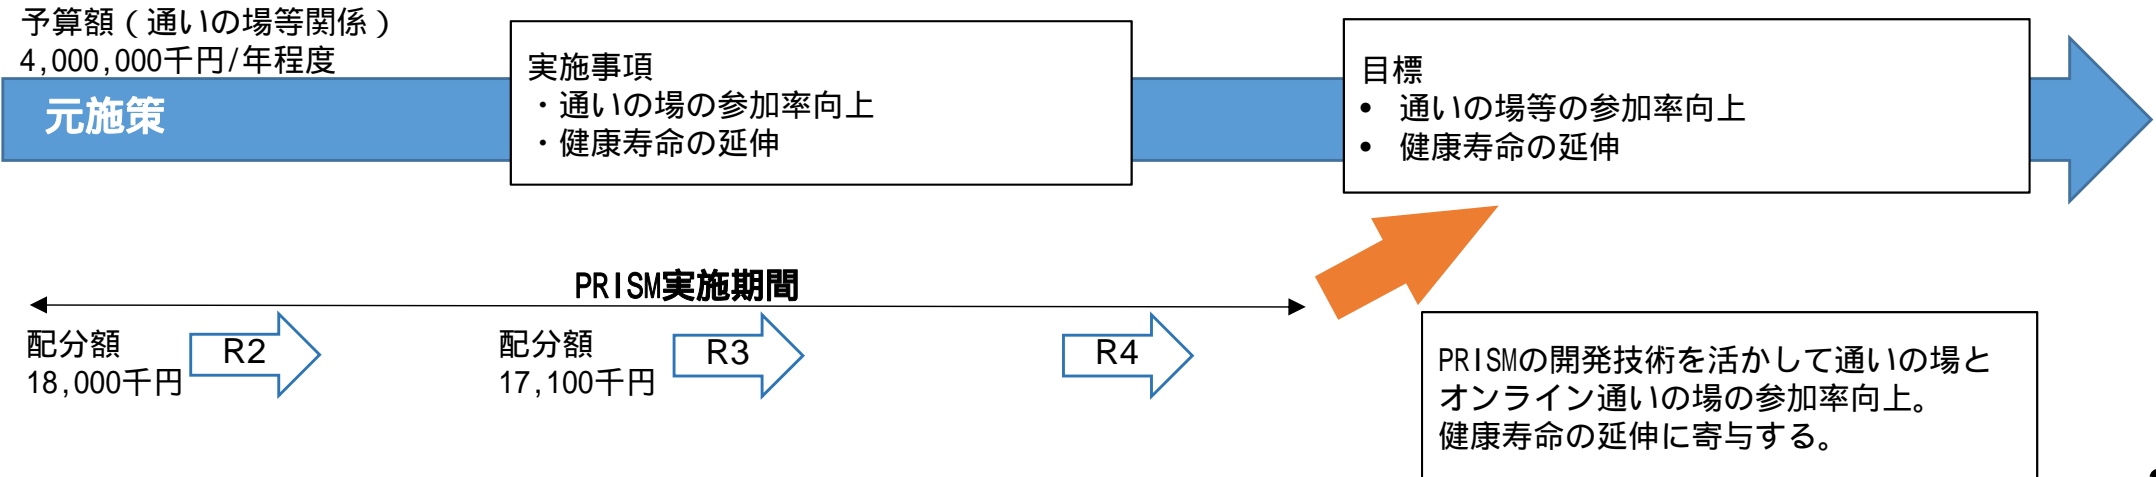 予算額(通いの場等関係)
4,000,000千円/年程度
元施策
実施事項
・通いの場の参加率向上
・健康寿命の延伸
目標
• 通いの場等の参加率向上
• 健康寿命の延伸
PRISM実施期間
配分額
18,000千円
R2
配分額
17,100千円
R3
R4
PRISMの開発技術を活かして通いの場と
オンライン通いの場の参加率向上。
健康寿命の延伸に寄与する。